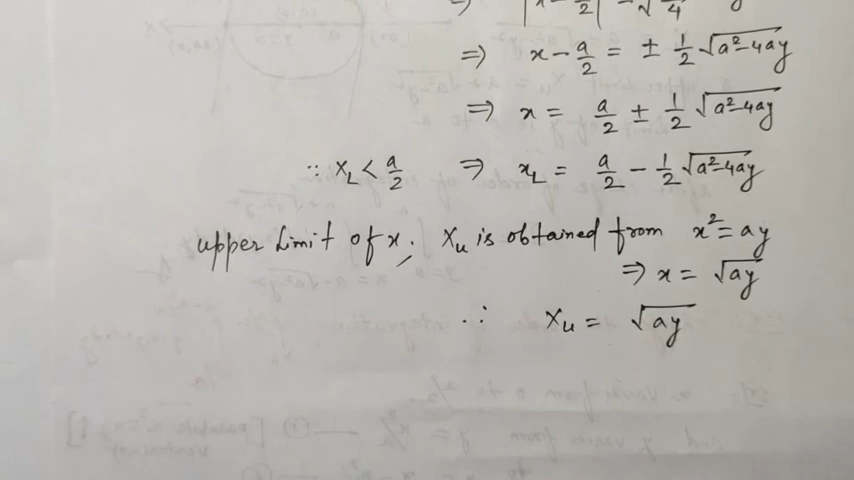 ⇒ |x - a/2| = √
⇒ x - a/2 = ± 1/2 √(a²-4ay)
⇒ x = a/2 ± 1/2 √(a²-4ay)
∵ x_L < a/2 ⇒ x_L = a/2 - 1/2 √(a²-4ay)
upper limit of x: x_u is obtained from x² = ay
⇒ x = √ay
∴ x_u = √ay